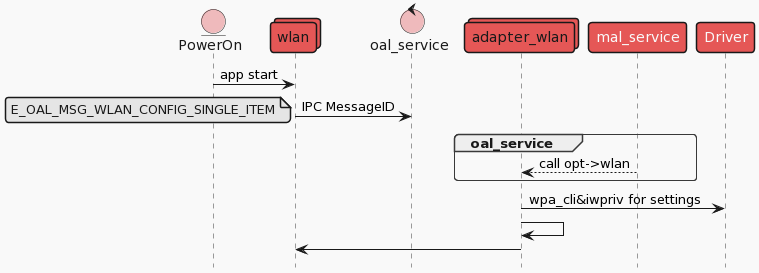 PowerOn
wlan
oal_service
adapter_wlan
mal_service
Driver
app start
E_OAL_MSG_WLAN_CONFIG_SINGLE_ITEM
IPC MessageID
oal_service
call opt->wlan
wpa_cli&iwpriv for settings